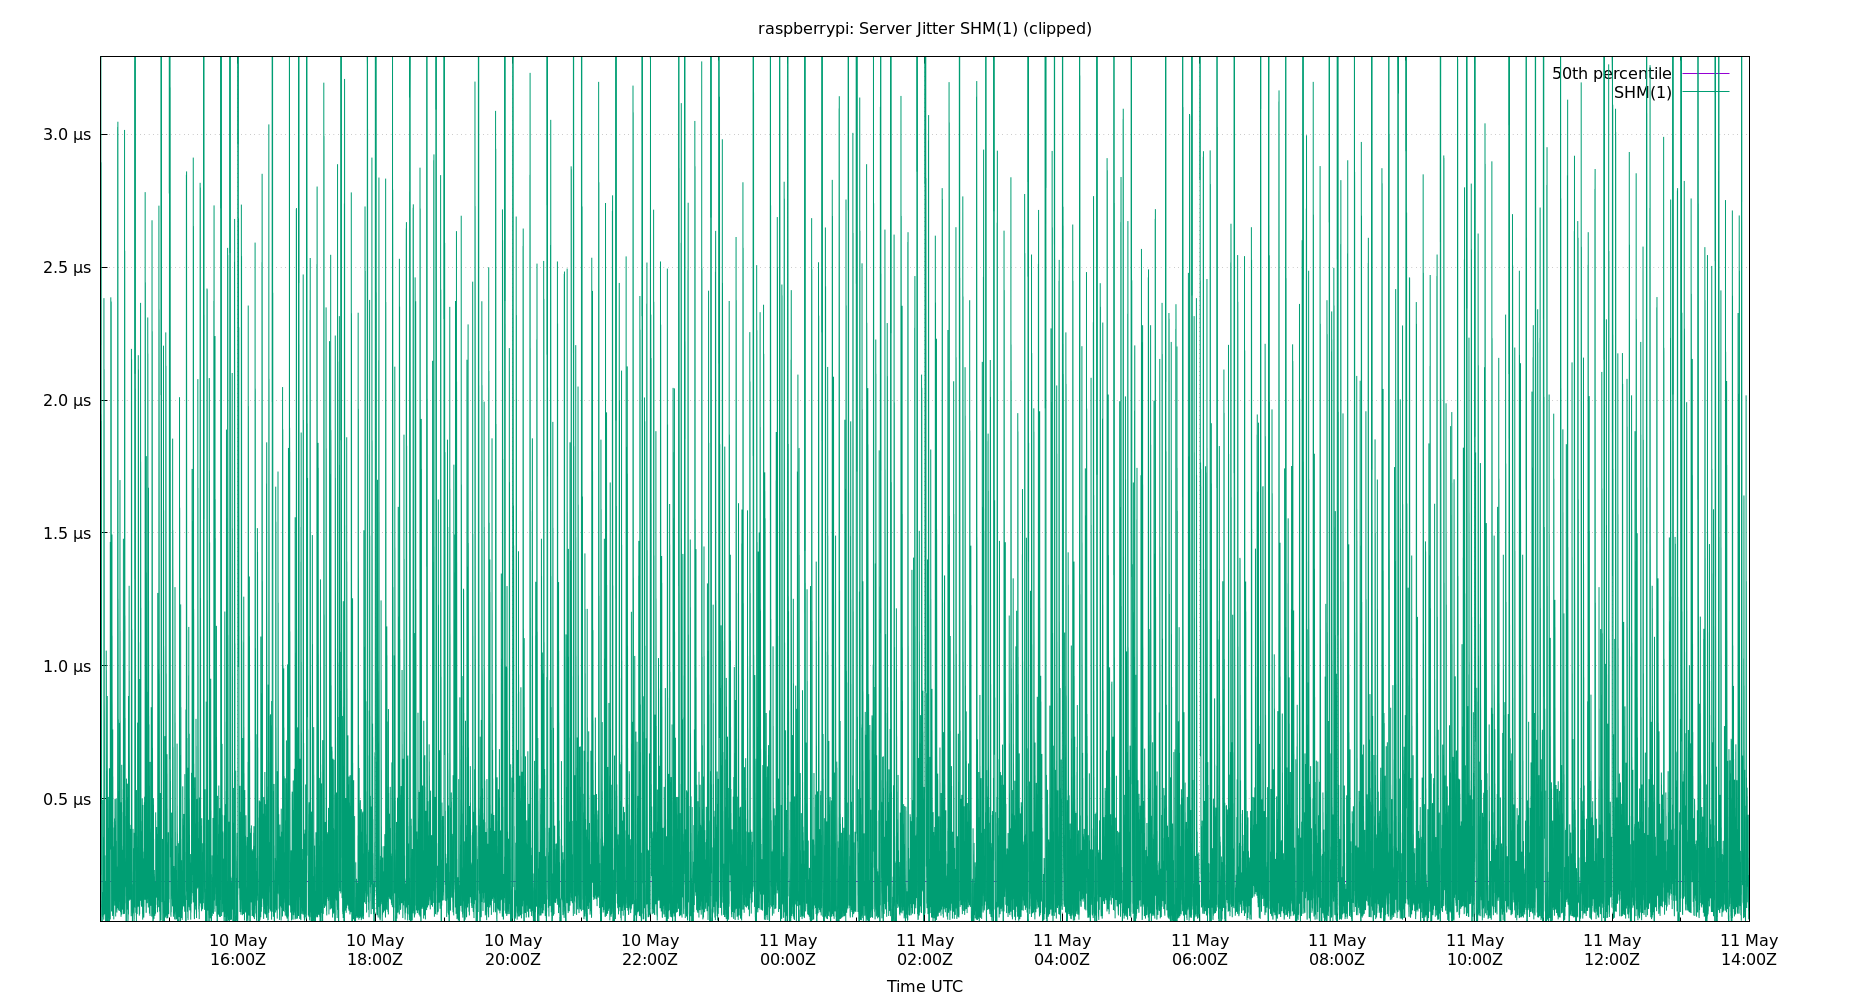 raspberrypi: Server Jitter SHM(1) (clipped)
50th percentile
SHM(1)
3.0 µs
2.5 µs
2.0 µs
1.5 µs
1.0 µs
0.5 µs
10 May 10 May 10 May 10 May 11 May 11 May 11 May 11 May 11 May 11 May 11 May 11 May
16:00Z 18:00Z 20:00Z 22:00Z 00:00Z 02:00Z 04:00Z 06:00Z 08:00Z 10:00Z 12:00Z 14:00Z
Time UTC